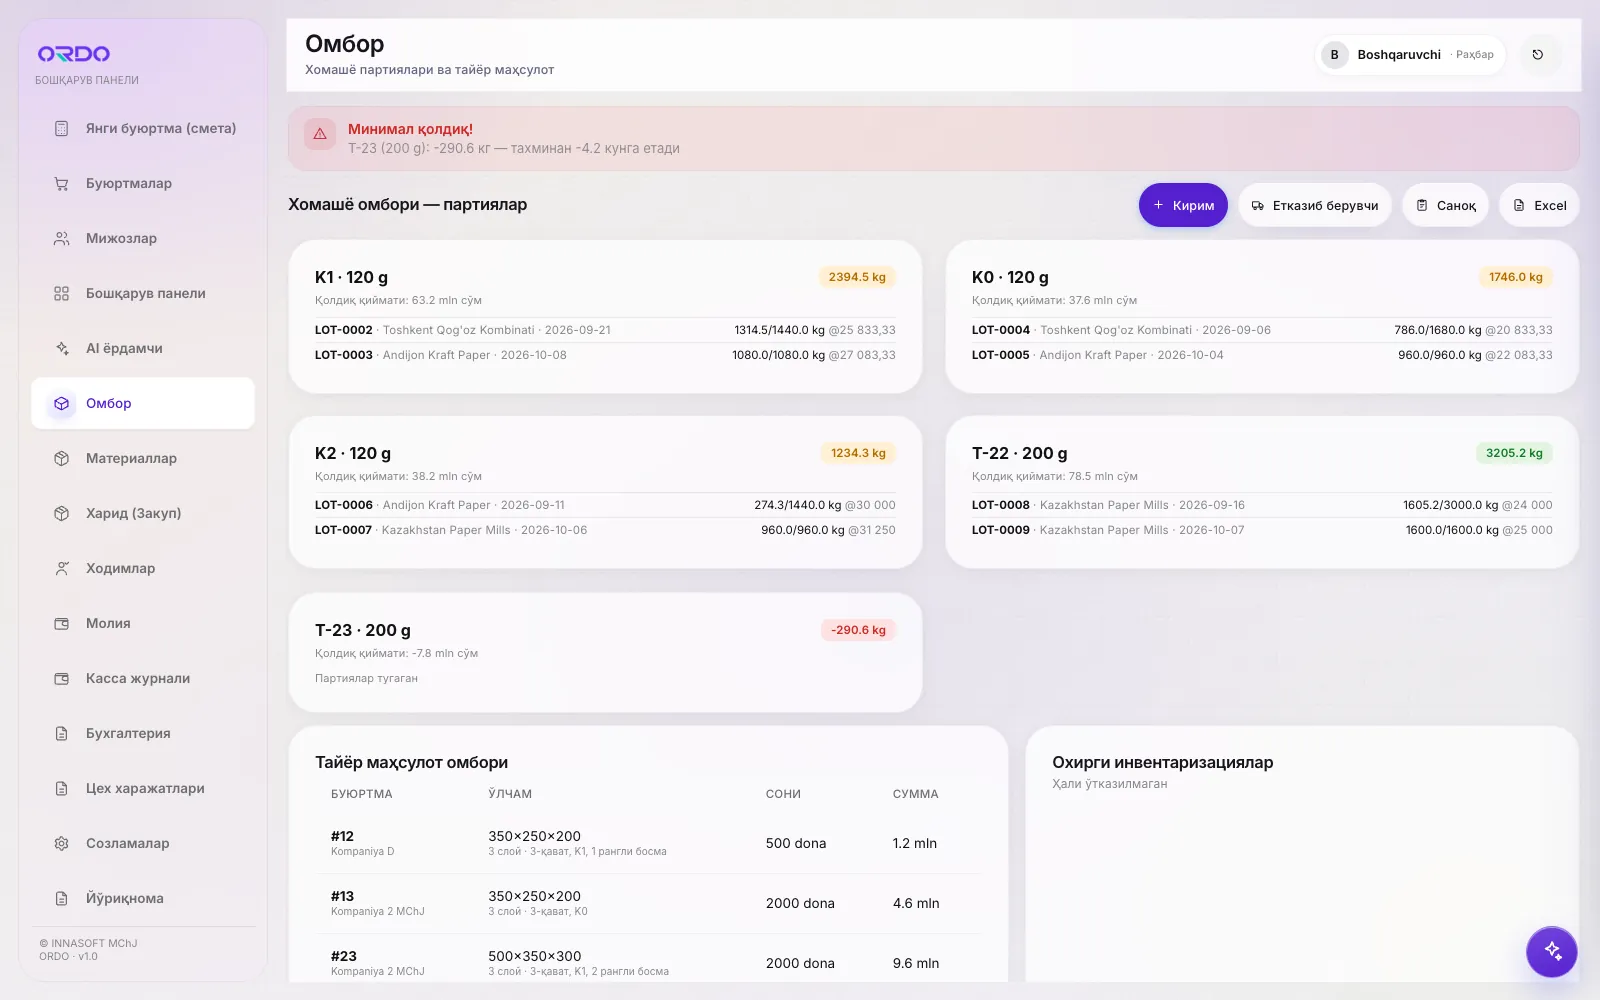 ORDO
БОШҚАРУВ ПАНЕЛИ
Янги буюртма (смета)
Буюртмалар
Мижозлар
Бошқарув панели
AI ёрдамчи
Омбор
Материаллар
Харид (Закуп)
Ходимлар
Молия
Касса журнали
Бухгалтерия
Цех харажатлари
Созламалар
Йўриқнома
© INNASOFT MChJ
ORDO · v1.0
Омбор
Хомашё партиялари ва тайёр маҳсулот
B Boshqaruvchi · Раҳбар
Минимал қолдиқ!
T-23 (200 g): -290.6 кг — тахминан -4.2 кунга етади
Хомашё омбори — партиялар
Кирим
Етказиб берувчи
Саноқ
Excel
K1 · 120 g 2394.5 kg
Қолдиқ қиймати: 63.2 mln сўм
LOT-0002 · Toshkent Qog'oz Kombinati · 2026-09-21 1314.5/1440.0 kg @25 833,33
LOT-0003 · Andijon Kraft Paper · 2026-10-08 1080.0/1080.0 kg @27 083,33
K0 · 120 g 1746.0 kg
Қолдиқ қиймати: 37.6 mln сўм
LOT-0004 · Toshkent Qog'oz Kombinati · 2026-09-06 786.0/1680.0 kg @20 833,33
LOT-0005 · Andijon Kraft Paper · 2026-10-04 960.0/960.0 kg @22 083,33
K2 · 120 g 1234.3 kg
Қолдиқ қиймати: 38.2 mln сўм
LOT-0006 · Andijon Kraft Paper · 2026-09-11 274.3/1440.0 kg @30 000
LOT-0007 · Kazakhstan Paper Mills · 2026-10-06 960.0/960.0 kg @31 250
T-22 · 200 g 3205.2 kg
Қолдиқ қиймати: 78.5 mln сўм
LOT-0008 · Kazakhstan Paper Mills · 2026-09-16 1605.2/3000.0 kg @24 000
LOT-0009 · Kazakhstan Paper Mills · 2026-10-07 1600.0/1600.0 kg @25 000
T-23 · 200 g -290.6 kg
Қолдиқ қиймати: -7.8 mln сўм
Партиялар тугаган
Тайёр маҳсулот омбори
БУЮРТМА ЎЛЧАМ СОНИ СУММА
#12 350×250×200 500 dona 1.2 mln
Kompaniya D 3 слой · 3-қават, K1, 1 рангли босма
#13 350×250×200 2000 dona 4.6 mln
Kompaniya 2 MChJ 3 слой · 3-қават, K0
#23 500×350×300 2000 dona 9.6 mln
Kompaniya 2 MChJ 3 слой · 3-қават, K1, 2 рангли босма
Охирги инвентаризациялар
Ҳали ўтказилмаган